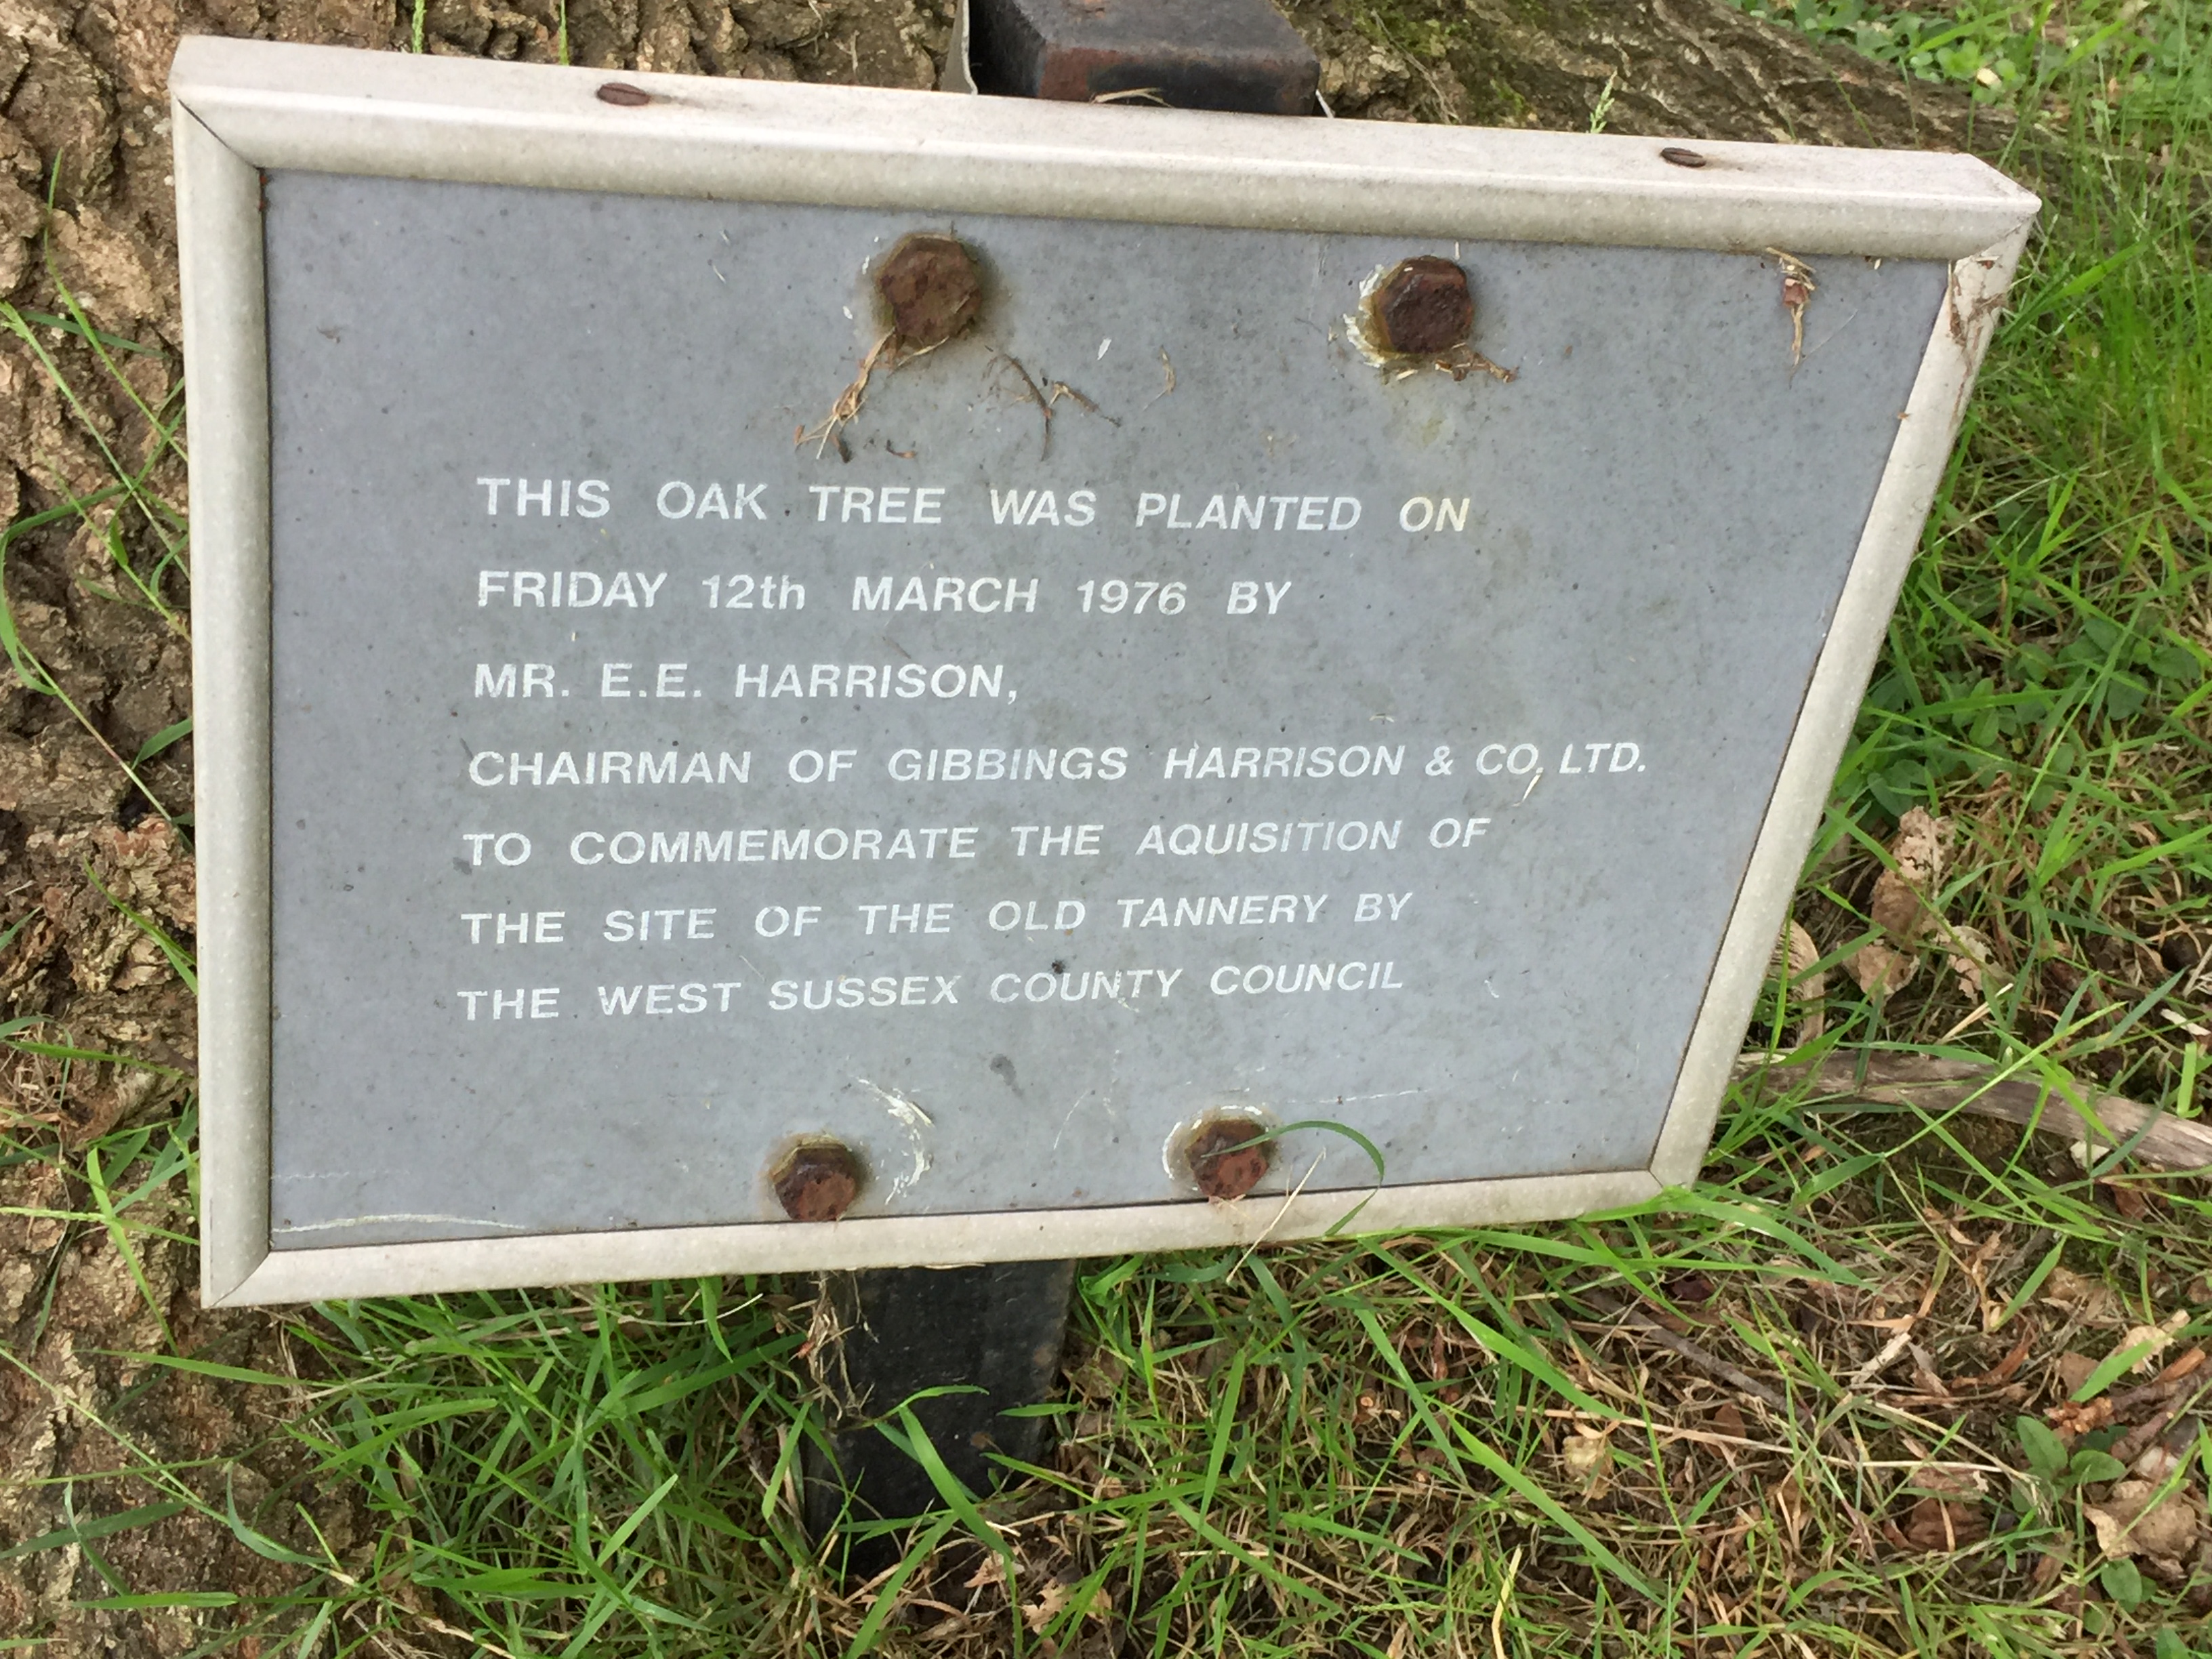 THIS OAK TREE WAS PLANTED ON
FRIDAY 12th MARCH 1976 BY
MR. E.E. HARRISON,
CHAIRMAN OF GIBBINGS HARRISON & CO, LTD.
TO COMMEMORATE THE AQUISITION OF
THE SITE OF THE OLD TANNERY BY
THE WEST SUSSEX COUNTY COUNCIL